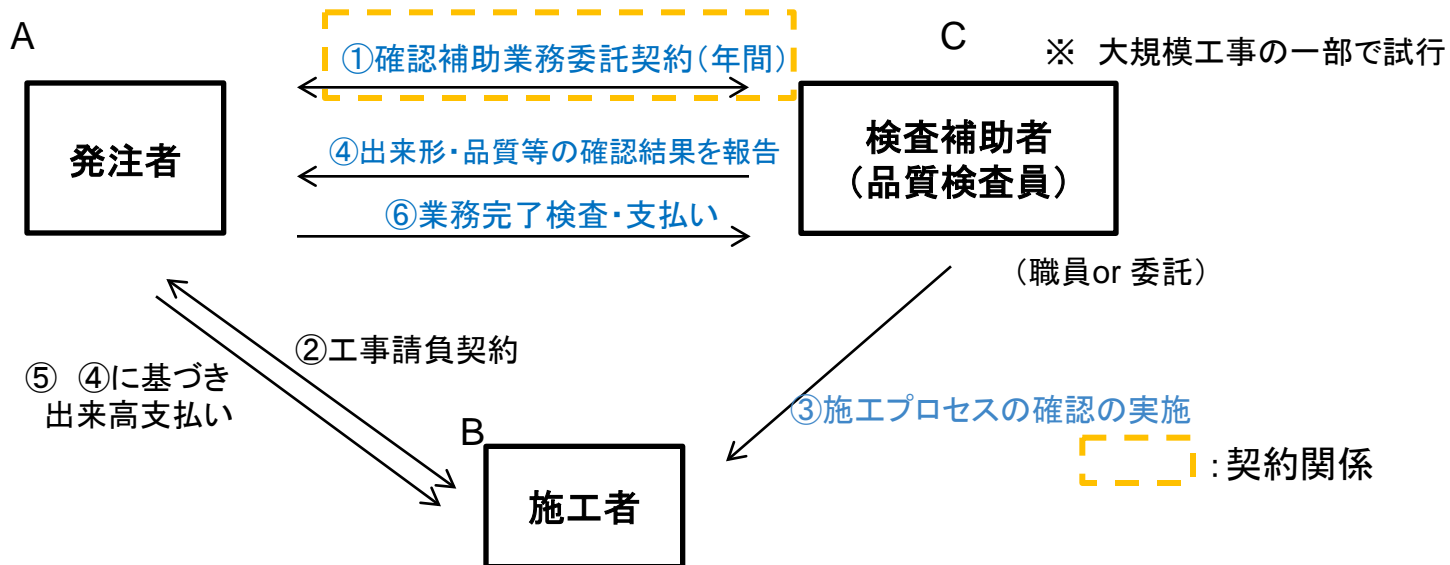 A
①確認補助業務委託契約(年間)
C
※ 大規模工事の一部で試行
発注者
④出来形・品質等の確認結果を報告
⑥業務完了検査・支払い
検査補助者
(品質検査員)
(職員or 委託)
②工事請負契約
⑤ ④に基づき
出来高支払い
③施工プロセスの確認の実施
B
施工者
:契約関係